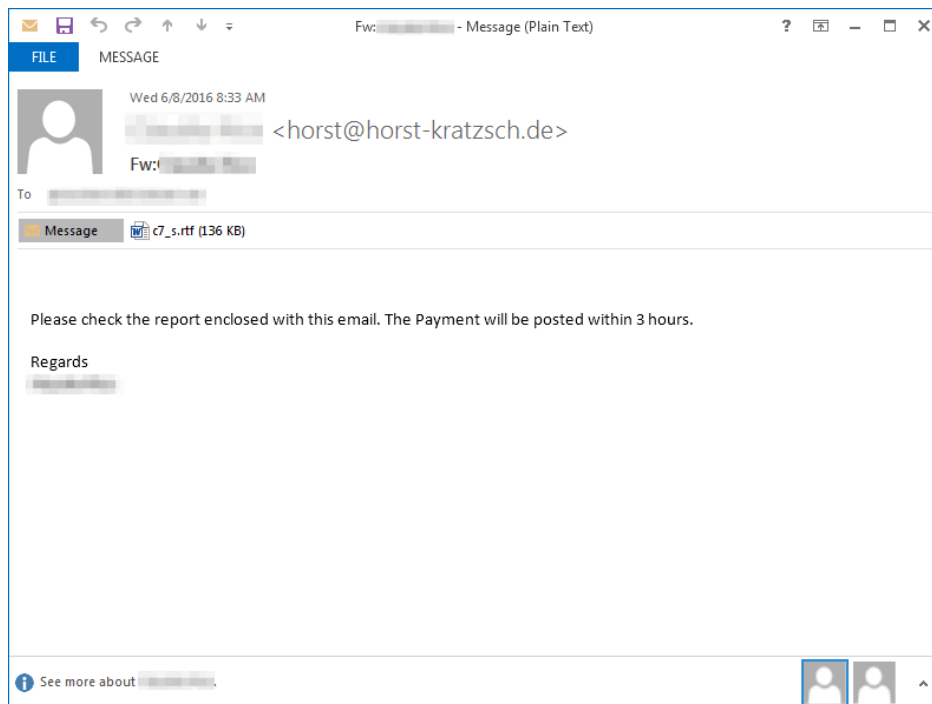 Fw: - Message (Plain Text)
?
FILE MESSAGE
Wed 6/8/2016 8:33 AM
<horst@horst-kratzsch.de>
Fw:
To
Message c7_s.rtf (136 KB)
Please check the report enclosed with this email. The Payment will be posted within 3 hours.
Regards
See more about .